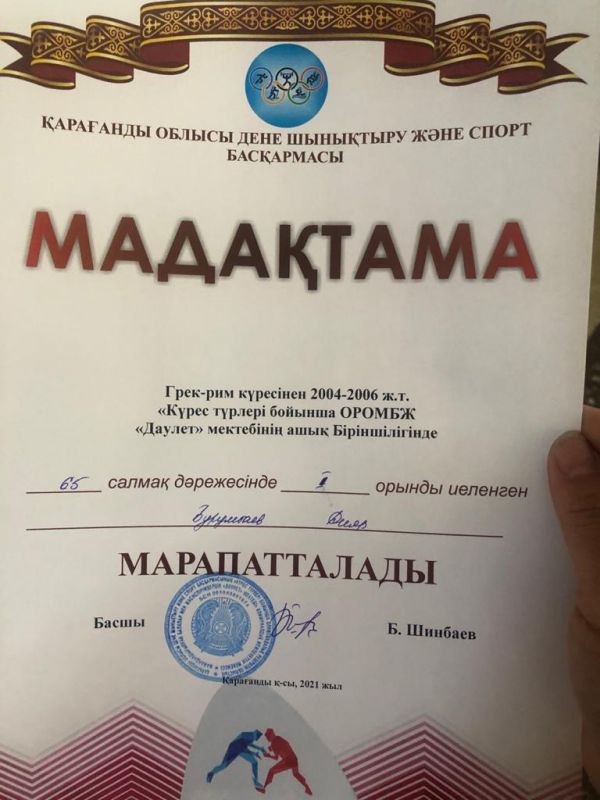 ҚАРАҒАНДЫ ОБЛЫСЫ ДЕНЕ ШЫНЫҚТЫРУ ЖӘНЕ СПОРТ
БАСҚАРМАСЫ
МАДАҚТАМА
Грек-рим күресінен 2004-2006 ж.т.
«Күрес түрлері бойынша ОРОМБЖ
«Даулет» мектебінің ашық Біріншілігінде
65 салмақ дәрежесінде I орынды иеленген
Дияр
МАРАПАТТАЛАДЫ
Басшы
Б. Шинбаев
Қарағанды қ-сы, 2021 жыл